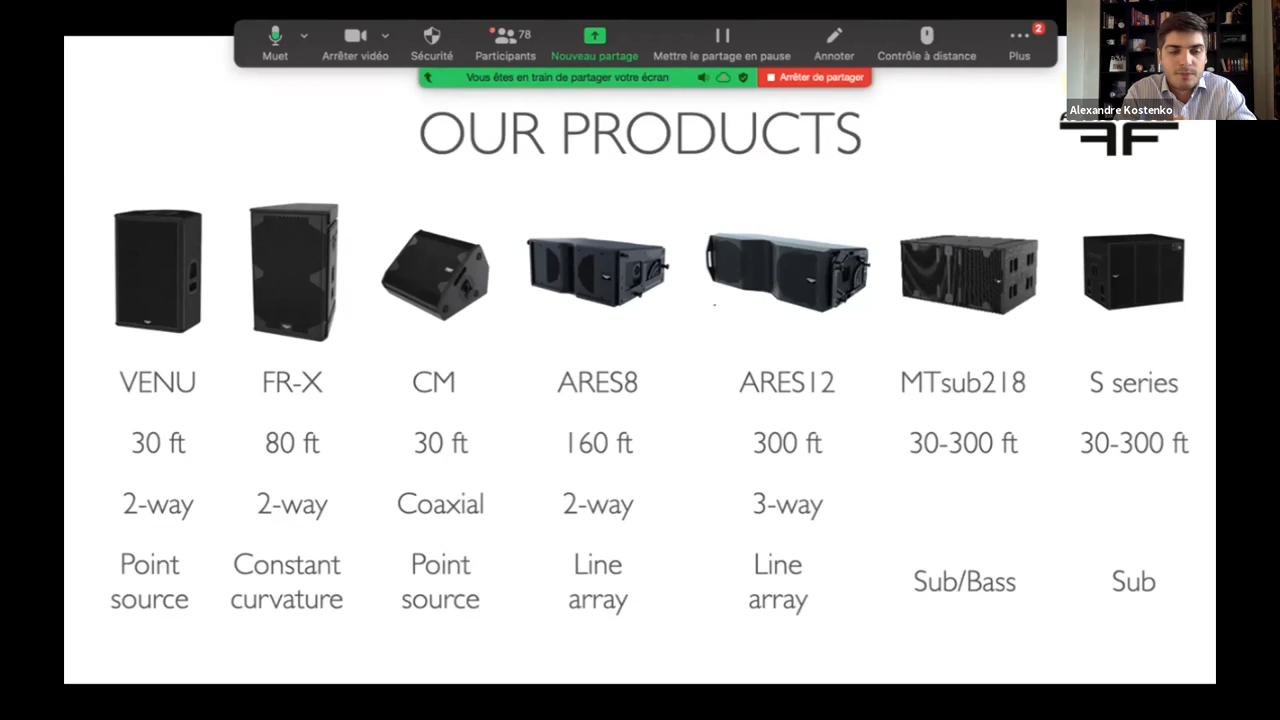 78
2
Muet
Arrêter vidéo
Sécurité
Participants
Nouveau partage
Mettre le partage en pause
Annoter
Contrôle à distance
Plus
Vous êtes en train de partager votre écran
Arrêter de partager
Alexandre Kostenko
OUR PRODUCTS
VENU FR-X CM ARES8 ARES12 MTsub218 S series
30 ft 80 ft 30 ft 160 ft 300 ft 30-300 ft 30-300 ft
2-way 2-way Coaxial 2-way 3-way
Point source
Constant curvature
Point source
Line array
Line array
Sub/Bass
Sub